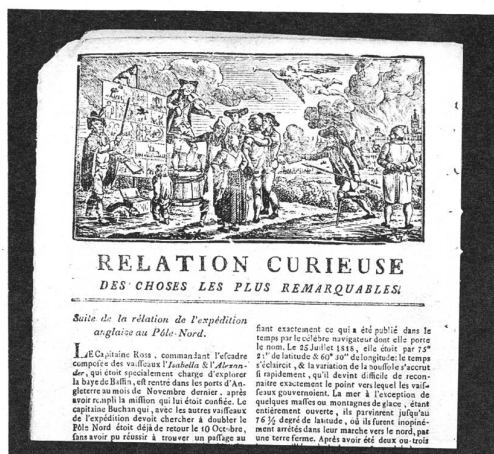 RELATION CURIEUSE
DES CHOSES LES PLUS REMARQUABLES.
Suite de la rélation de l'expédition
anglaise au Pôle-Nord.
LE Capitaine Ross, commandant l'escadre
composée des vaisseaux l'Isabella & l'Alexan-
der, qui étoit specialement chargé d'explorer
la baye de Baffin, est rentré dans les ports d'An-
gleterre au mois de Novembre dernier, après
avoir rempli la mission qui lui étoit confiée. Le
capitaine Buchan qui, avec les autres vaisseaux
de l'expédition devoit chercher à doubler le
Pôle Nord étoit déjà de retour le 10 Octobre,
sans avoir pu réussir à trouver un passage au
fiant exactement ce qui a été publié dans le
temps par le célèbre navigateur dont elle porte
le nom. Le 25 Juillet 1818, elle étoit par 75°
21" de latitude & 60° 30" de longitude: le temps
s'éclaircit, & la variation de la boussole s'accrut
si rapidement, qu'il devint difficile de recon-
naitre exactement le point vers lequel les vais-
seaux gouvernoient. La mer à l'exception de
quelques masses ou montagnes de glace, étant
entièrement ouverte, ils parvinrent jusqu'au
76 ½ degré de latitude, où ils furent inopiné-
ment arrêtés dans leur marche vers le nord, par
une terre ferme. Après avoir été deux ou trois